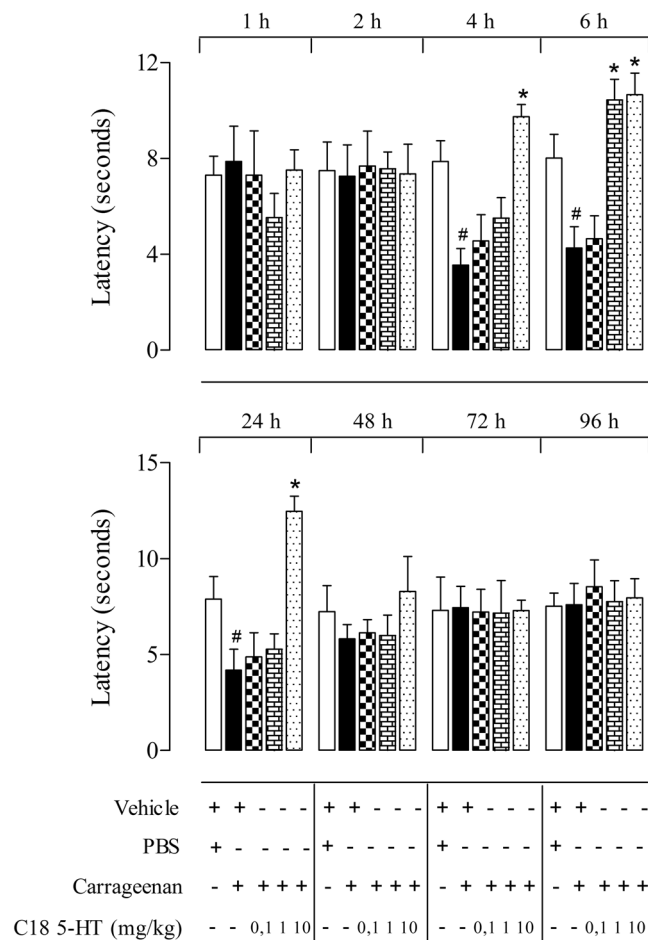 1 h 2 h 4 h 6 h
12
* * *
8
# #
4
0
Latency (seconds)
24 h 48 h 72 h 96 h
15
*
10
#
5
0
Latency (seconds)
Vehicle + + - - - + + - - - + + - - - + + - - -
PBS + - - - - + - - - - + - - - - + - - - -
Carrageenan - + + + + - + + + + - + + + + - + + + +
C18 5-HT (mg/kg) - - 0,1 1 10 - - 0,1 1 10 - - 0,1 1 10 - - 0,1 1 10